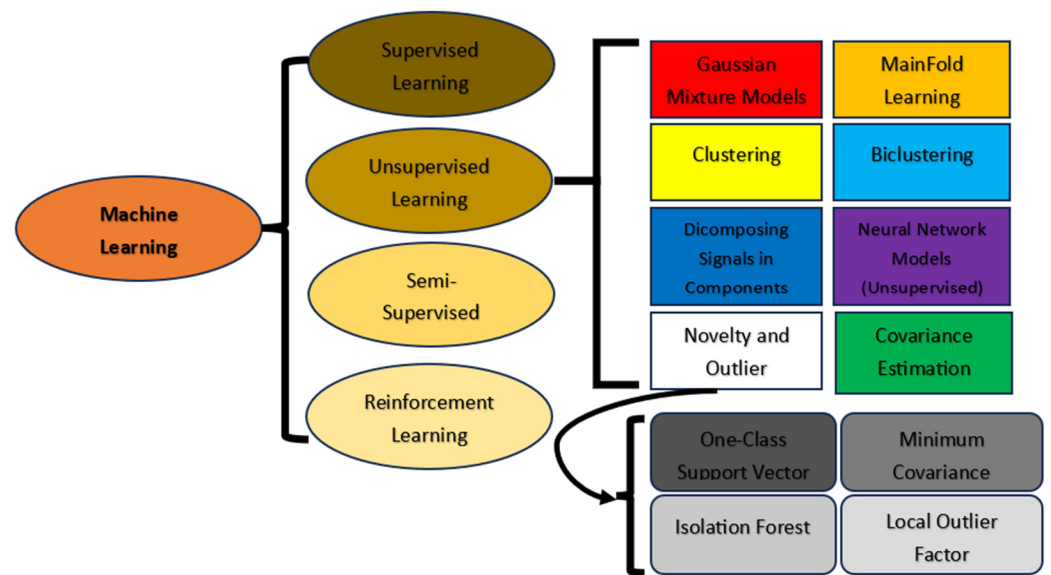 Machine
Learning
Supervised
Learning
Unsupervised
Learning
Semi-
Supervised
Reinforcement
Learning
Gaussian
Mixture Models
MainFold
Learning
Clustering
Biclustering
Dicomposing
Signals in
Components
Neural Network
Models
(Unsupervised)
Novelty and
Outlier
Covariance
Estimation
One-Class
Support Vector
Minimum
Covariance
Isolation Forest
Local Outlier
Factor